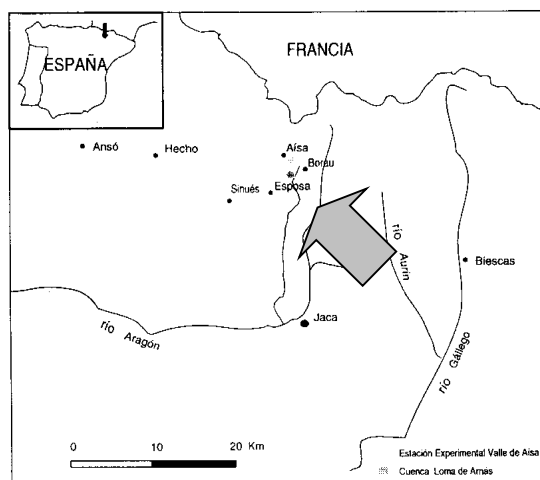 ESPAÑA
FRANCIA
Ansó
Hecho
Aísa
Borau
Sinués
Esposa
río Aurín
Biescas
río Aragón
Jaca
río Gállego
0 10 20 Km
Estación Experimental Valle de Aísa
Cuenca Loma de Arnás